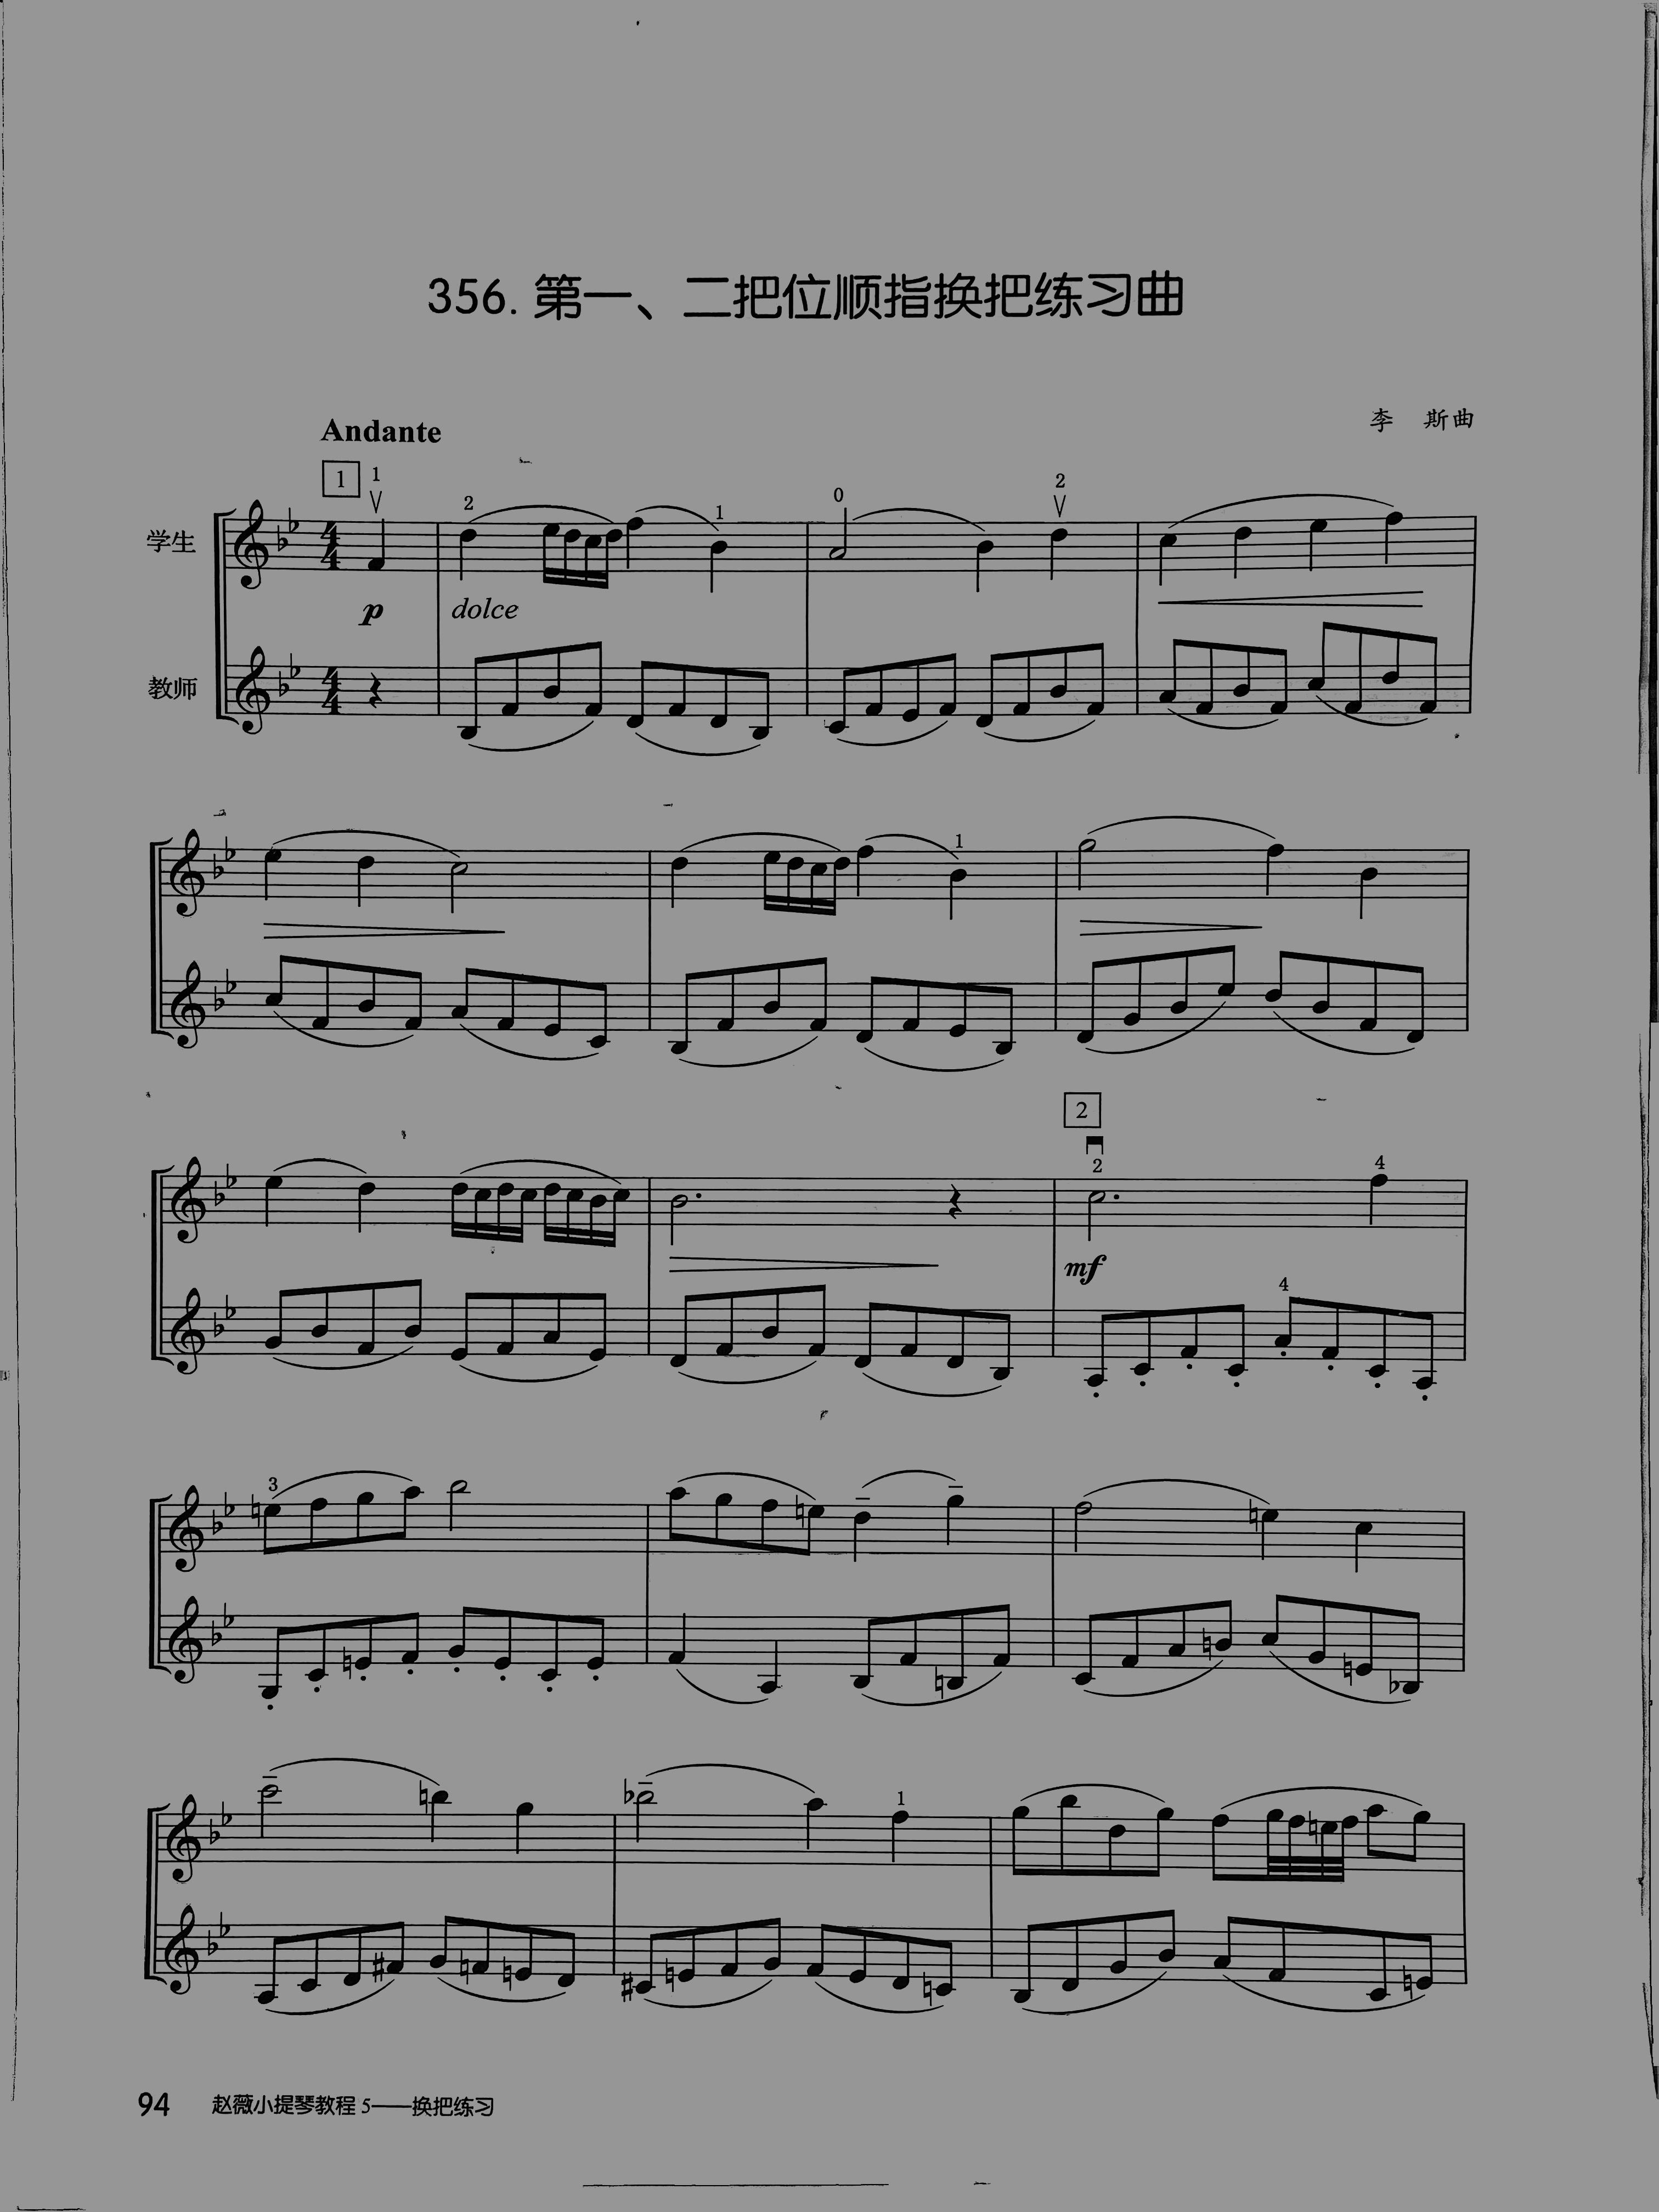 356. 第一、二把位顺指换把练习曲
李 斯曲
Andante
1
1
2
1
0
2
学生
p
dolce
教师
1
2
2
4
mf
4
3
1
94 赵薇小提琴教程 5——换把练习